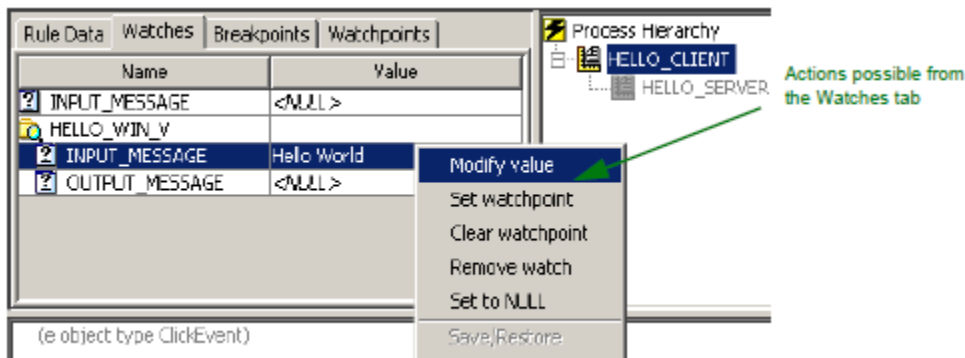 Rule Data Watches Breakpoints Watchpoints
Name Value
INPUT_MESSAGE <NULL>
HELLO_WIN_V
INPUT_MESSAGE Hello World
OUTPUT_MESSAGE <NULL>
Process Hierarchy
HELLO_CLIENT
HELLO_SERVER
Actions possible from
the Watches tab
Modify value
Set watchpoint
Clear watchpoint
Remove watch
Set to NULL
Save/Restore
(e object type ClickEvent)